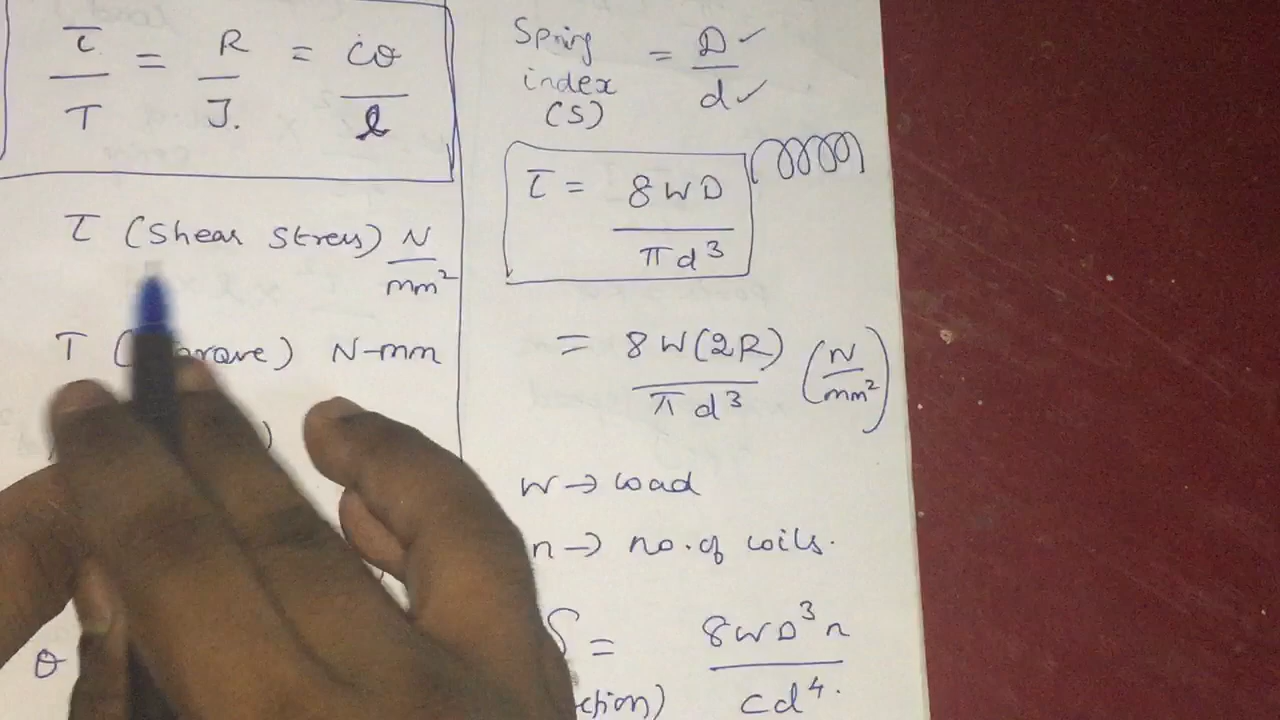 τ/T = R/J. = Cθ/l
τ (Shear Stress) N/mm²
T ( ) N-mm
θ
Spring index (S) = D/d
τ = 8WD/πd³
= 8W(2R)/πd³ (N/mm²)
W → load
n → no. of coils.
δ = 8WD³n/Cd⁴.